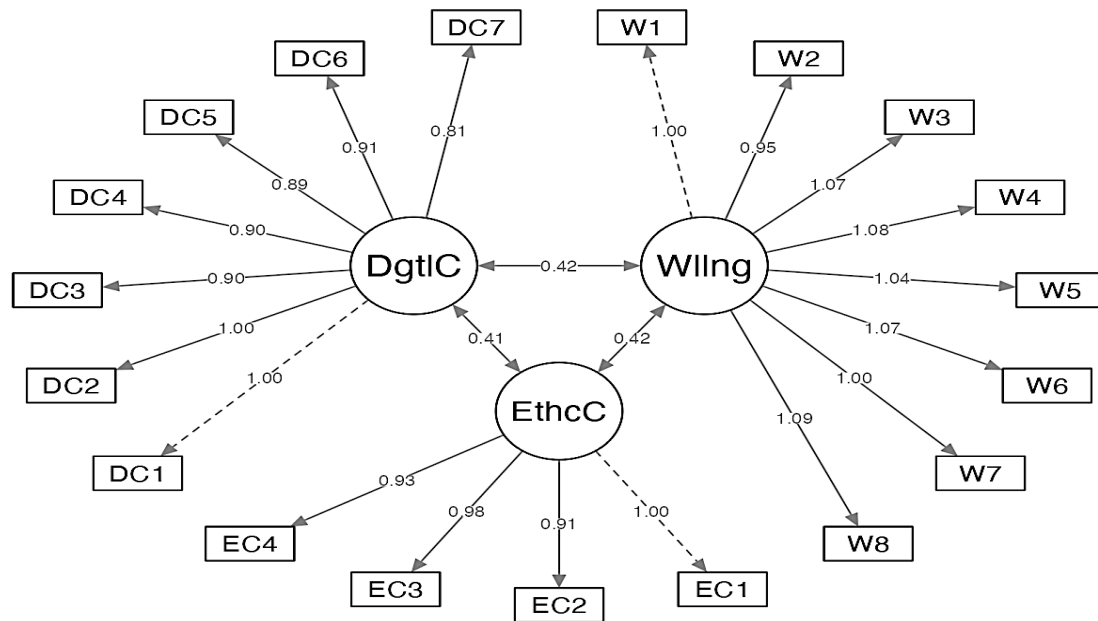 DC7
W1
DC6
W2
DC5
W3
DC4
W4
DC3
W5
DC2
W6
DC1
W7
EC4
W8
EC3
EC2
EC1
DgtlC
Wllng
EthcC
0.81
1.00
0.91
0.95
0.89
1.07
0.90
1.08
0.90
1.04
1.00
1.07
1.00
1.00
1.09
0.42
0.41
0.42
0.93
0.98
0.91
1.00